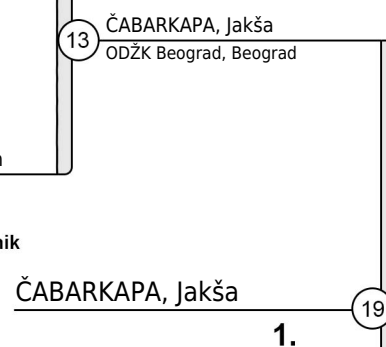 ČABARKAPA, Jakša
13
ODŽK Beograd, Beograd
ČABARKAPA, Jakša
19
1.